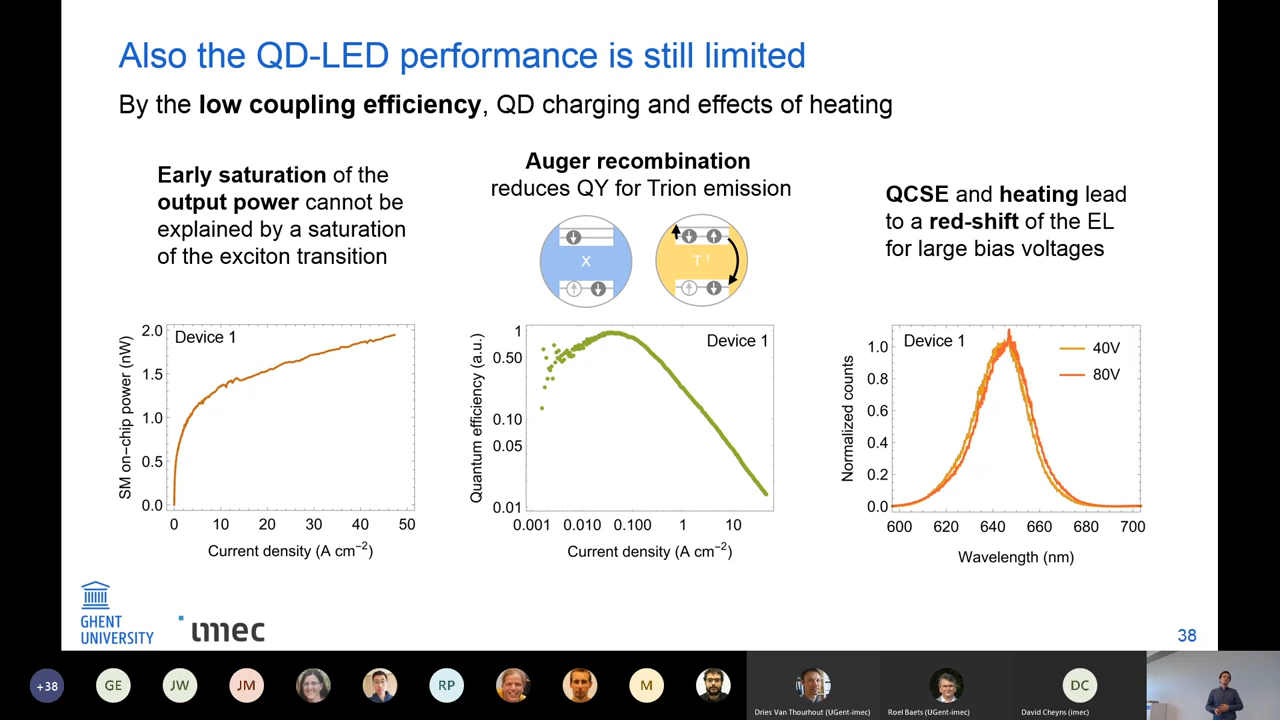 Also the QD-LED performance is still limited
By the low coupling efficiency, QD charging and effects of heating
Early saturation of the
output power cannot be
explained by a saturation
of the exciton transition
Auger recombination
reduces QY for Trion emission
X
T⁻¹
QCSE and heating lead
to a red-shift of the EL
for large bias voltages
Device 1
SM on-chip power (nW)
2.0
1.5
1.0
0.5
0.0
0 10 20 30 40 50
Current density (A cm⁻²)
Device 1
Quantum efficiency (a.u.)
1
0.50
0.10
0.05
0.01
0.001 0.010 0.100 1 10
Current density (A cm⁻²)
Device 1
40V
80V
Normalized counts
1.0
0.8
0.6
0.4
0.2
0.0
600 620 640 660 680 700
Wavelength (nm)
GHENT
UNIVERSITY
imec
38
+38
GE
JW
JM
RP
M
DC
Dries Van Thourhout (UGent-imec)
Roel Baets (UGent-imec)
David Cheyns (imec)